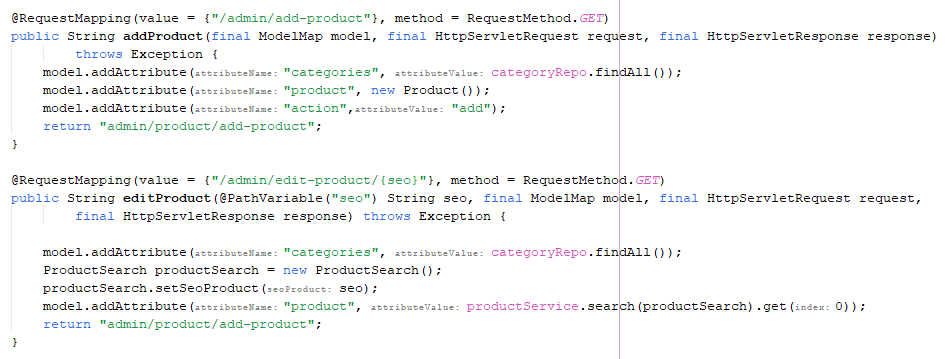 @RequestMapping(value = {"/admin/add-product"}, method = RequestMethod.GET)
public String addProduct(final ModelMap model, final HttpServletRequest request, final HttpServletResponse response)
throws Exception {
model.addAttribute(attributeName: "categories", attributeValue: categoryRepo.findAll());
model.addAttribute(attributeName: "product", new Product());
model.addAttribute(attributeName: "action",attributeValue: "add");
return "admin/product/add-product";
}
@RequestMapping(value = {"/admin/edit-product/{seo}"}, method = RequestMethod.GET)
public String editProduct(@PathVariable("seo") String seo, final ModelMap model, final HttpServletRequest request,
final HttpServletResponse response) throws Exception {
model.addAttribute(attributeName: "categories", attributeValue: categoryRepo.findAll());
ProductSearch productSearch = new ProductSearch();
productSearch.setSeoProduct(seoProduct: seo);
model.addAttribute(attributeName: "product", attributeValue: productService.search(productSearch).get(index: 0));
return "admin/product/add-product";
}